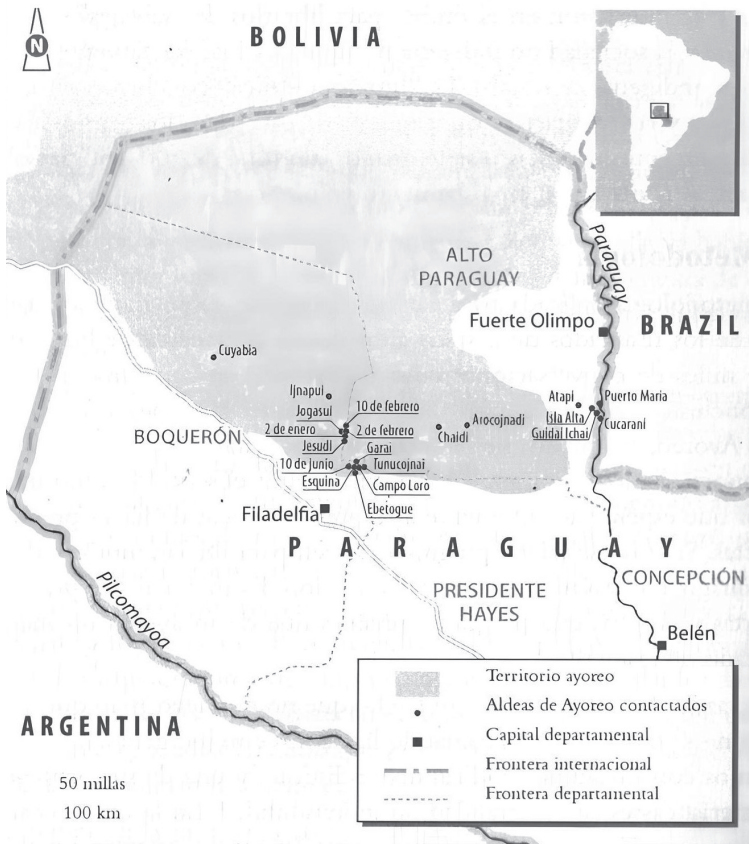 N
BOLIVIA
Paraguay
ALTO
PARAGUAY
Fuerte Olimpo
BRAZIL
Cuyabia
Ijnapui
Jogasui
10 de febrero
2 de enero
2 de febrero
Jesudi
Chaidi
Arocojnadi
Atapi
Puerto Maria
Isla Alta
Guidai Ichai
Cucarani
BOQUERÓN
Garai
10 de junio
Tunucojnai
Esquina
Campo Loro
Ebetogue
Filadelfia
PARAGUAY
CONCEPCIÓN
PRESIDENTE
HAYES
Pilcomayoa
Belén
ARGENTINA
50 millas
100 km
Territorio ayoreo
Aldeas de Ayoreo contactados
Capital departamental
Frontera internacional
Frontera departamental